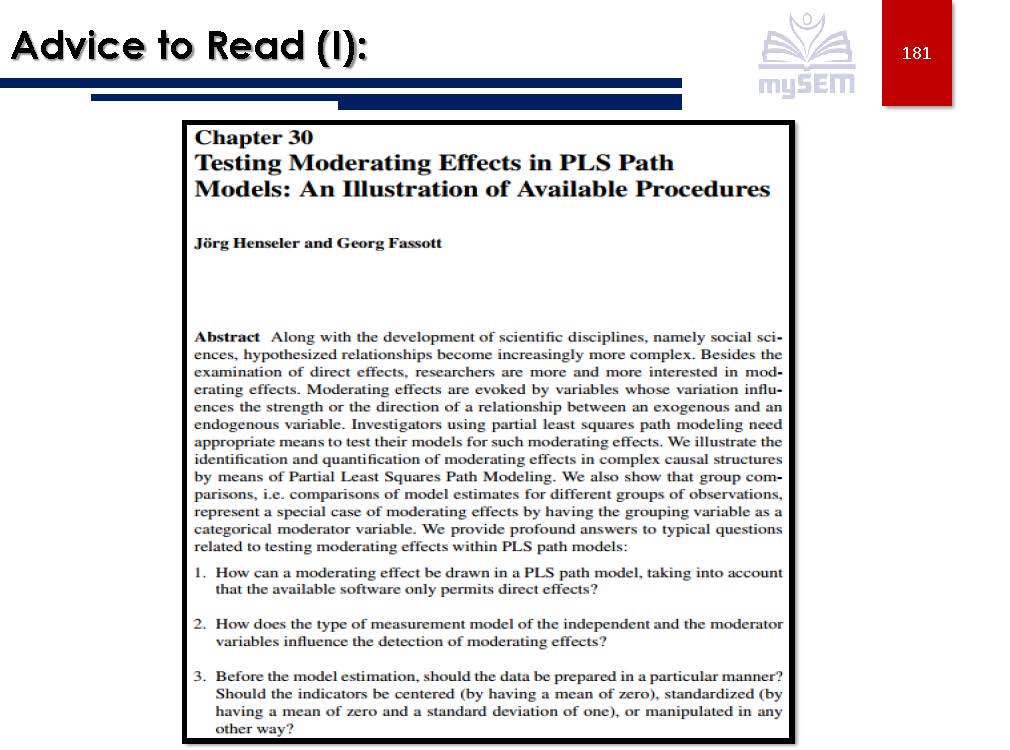 Advice to Read (I):
mySEM
181
Chapter 30
Testing Moderating Effects in PLS Path
Models: An Illustration of Available Procedures
Jörg Henseler and Georg Fassott
Abstract Along with the development of scientific disciplines, namely social sci-
ences, hypothesized relationships become increasingly more complex. Besides the
examination of direct effects, researchers are more and more interested in mod-
erating effects. Moderating effects are evoked by variables whose variation influ-
ences the strength or the direction of a relationship between an exogenous and an
endogenous variable. Investigators using partial least squares path modeling need
appropriate means to test their models for such moderating effects. We illustrate the
identification and quantification of moderating effects in complex causal structures
by means of Partial Least Squares Path Modeling. We also show that group com-
parisons, i.e. comparisons of model estimates for different groups of observations,
represent a special case of moderating effects by having the grouping variable as a
categorical moderator variable. We provide profound answers to typical questions
related to testing moderating effects within PLS path models:
1. How can a moderating effect be drawn in a PLS path model, taking into account
that the available software only permits direct effects?
2. How does the type of measurement model of the independent and the moderator
variables influence the detection of moderating effects?
3. Before the model estimation, should the data be prepared in a particular manner?
Should the indicators be centered (by having a mean of zero), standardized (by
having a mean of zero and a standard deviation of one), or manipulated in any
other way?